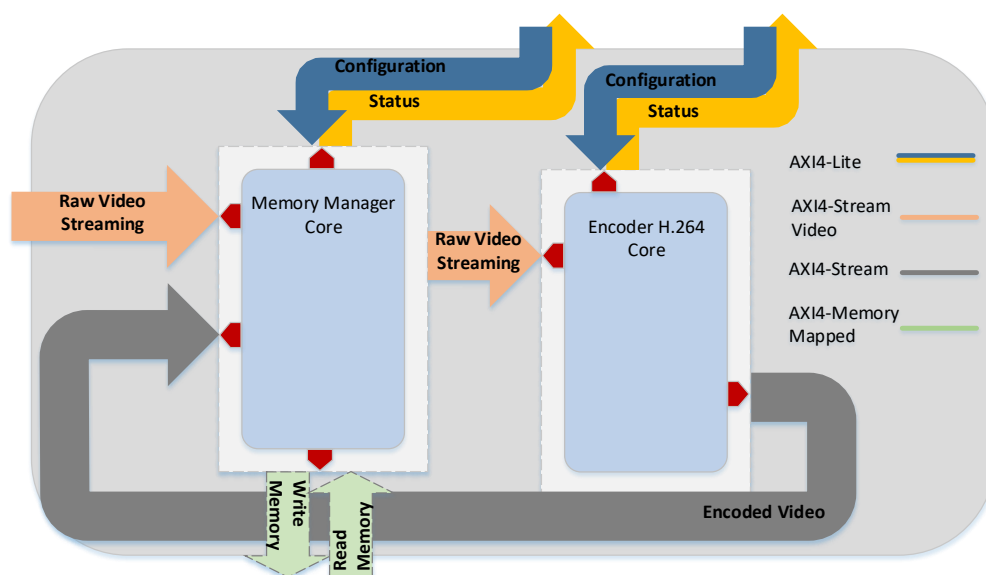 Configuration
Status
Configuration
Status
Raw Video
Streaming
Memory Manager
Core
Raw Video
Streaming
Encoder H.264
Core
AXI4-Lite
AXI4-Stream
Video
AXI4-Stream
AXI4-Memory
Mapped
Write
Memory
Read
Memory
Encoded Video